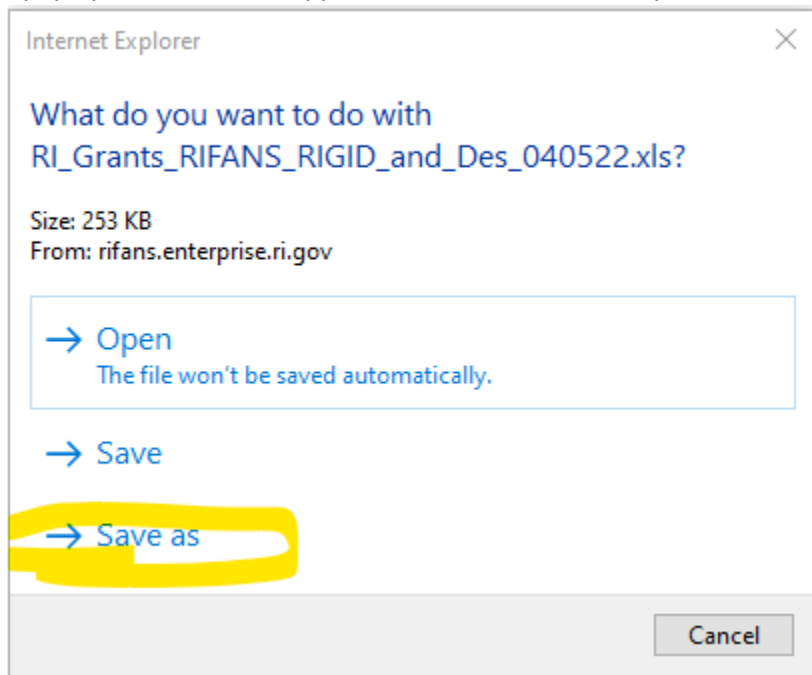 Internet Explorer
What do you want to do with
RI_Grants_RIFANS_RIGID_and_Des_040522.xls?
Size: 253 KB
From: rifans.enterprise.ri.gov
→ Open
The file won't be saved automatically.
→ Save
→ Save as
Cancel